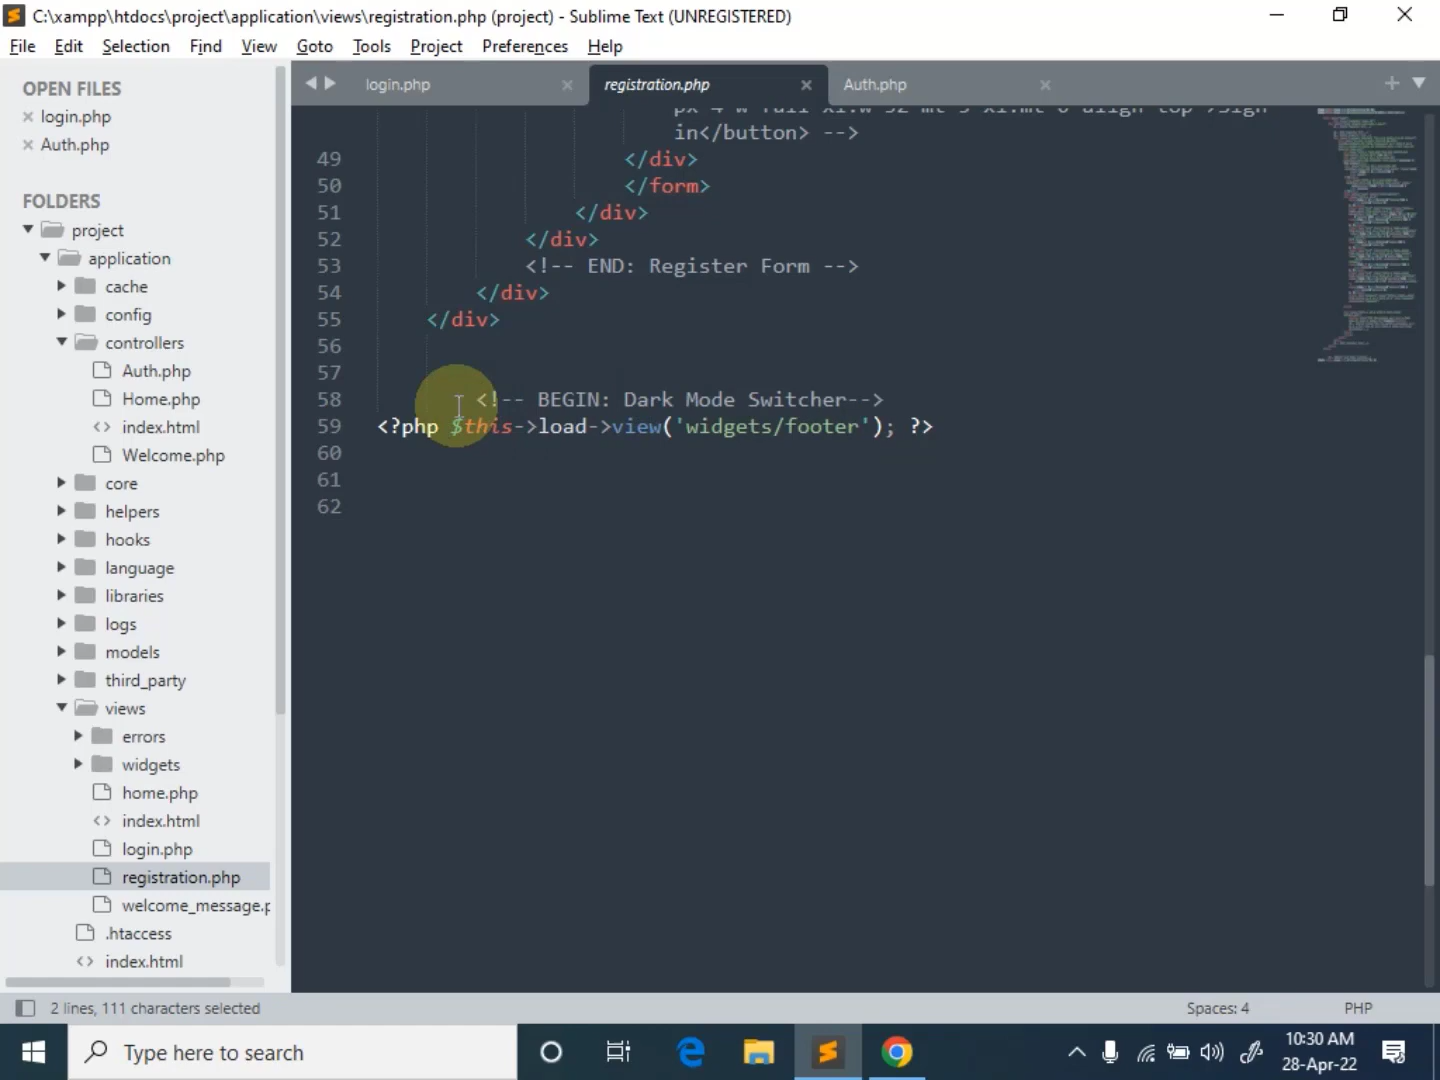 C:\xampp\htdocs\project\application\views\registration.php (project) - Sublime Text (UNREGISTERED)
File Edit Selection Find View Goto Tools Project Preferences Help
OPEN FILES
login.php
Auth.php
FOLDERS
project
application
cache
config
controllers
Auth.php
Home.php
index.html
Welcome.php
core
helpers
hooks
language
libraries
logs
models
third_party
views
errors
widgets
home.php
index.html
login.php
registration.php
welcome_message.p
.htaccess
index.html
login.php registration.php Auth.php
in</button> -->
49 </div>
50 </form>
51 </div>
52 </div>
53 <!-- END: Register Form -->
54 </div>
55 </div>
56
57
58 <!-- BEGIN: Dark Mode Switcher-->
59 <?php $this->load->view('widgets/footer'); ?>
60
61
62
2 lines, 111 characters selected Spaces: 4 PHP
Type here to search
10:30 AM
28-Apr-22